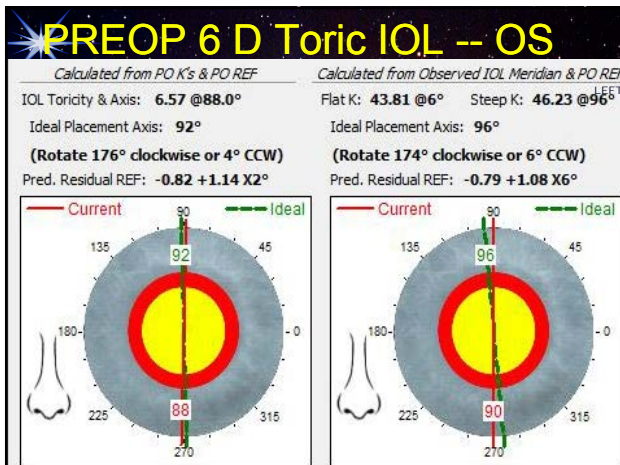 PREOP 6 D Toric IOL -- OS
Calculated from PO K's & PO REF
IOL Toricity & Axis: 6.57 @88.0°
Ideal Placement Axis: 92°
(Rotate 176° clockwise or 4° CCW)
Pred. Residual REF: -0.82 +1.14 X2°
Current
Ideal
90
135
45
92
180
0
88
225
315
270
Calculated from Observed IOL Meridian & PO REF
LEFT
Flat K: 43.81 @6° Steep K: 46.23 @96°
Ideal Placement Axis: 96°
(Rotate 174° clockwise or 6° CCW)
Pred. Residual REF: -0.79 +1.08 X6°
Current
Ideal
90
135
45
96
180
0
90
225
315
270